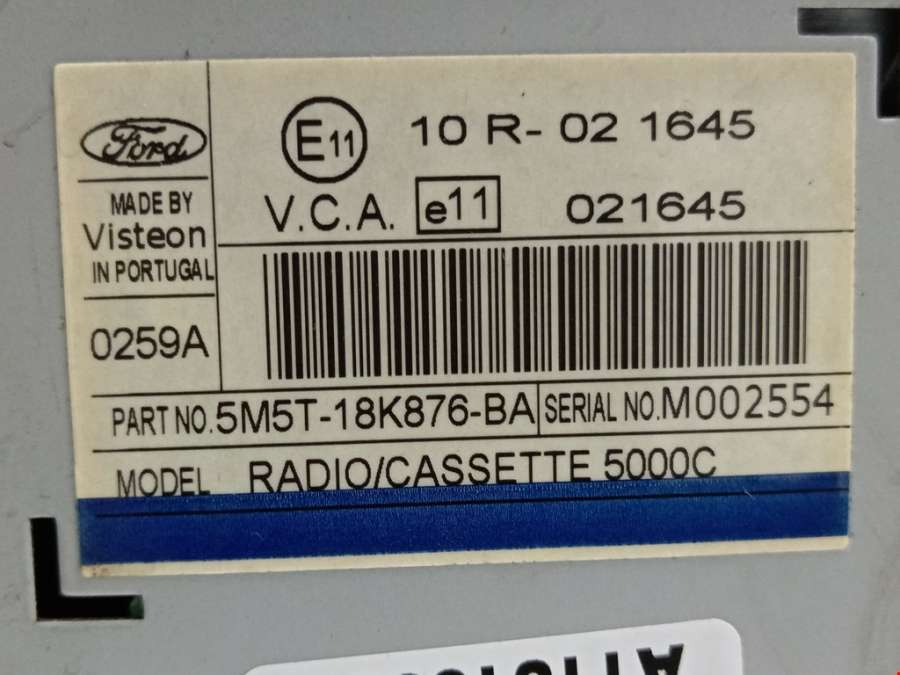 Ford
MADE BY
Visteon
IN PORTUGAL
0259A
E11 10 R- 02 1645
V.C.A. e11 021645
PART NO. 5M5T-18K876-BA SERIAL NO. M002554
MODEL RADIO/CASSETTE 5000C